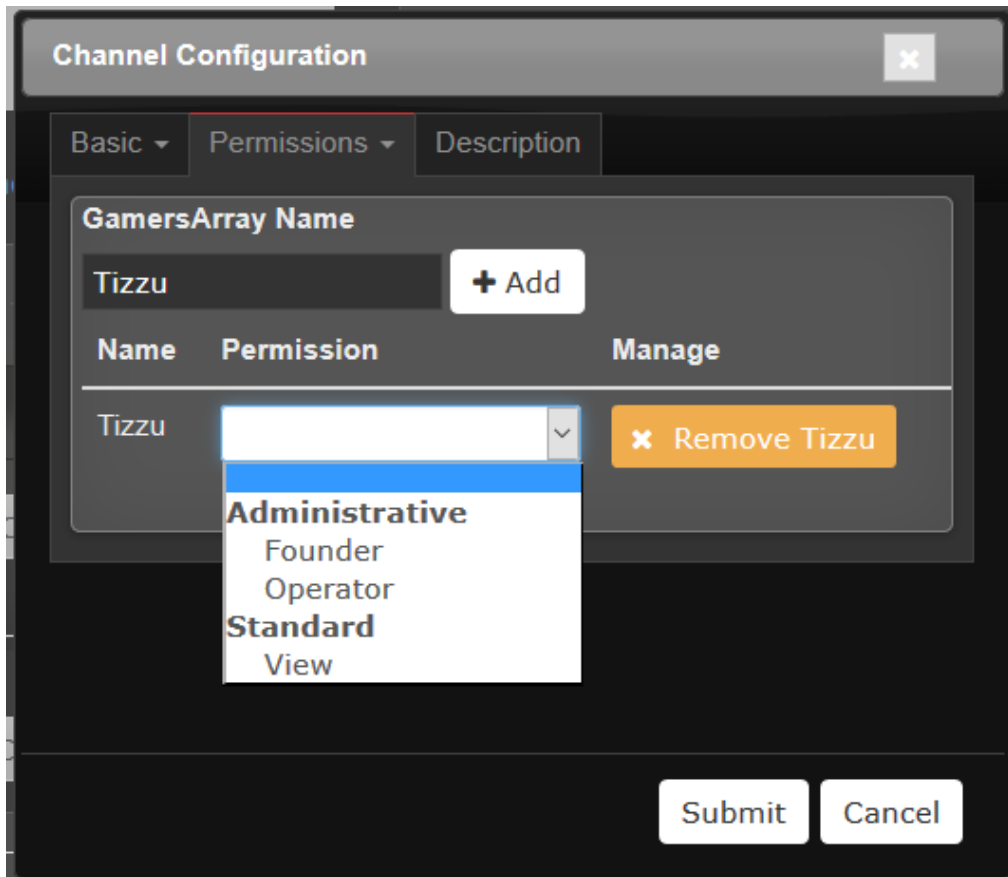 Channel Configuration
Basic Permissions Description
GamersArray Name
Tizzu + Add
Name Permission Manage
Tizzu Remove Tizzu
Administrative
Founder
Operator
Standard
View
Submit Cancel